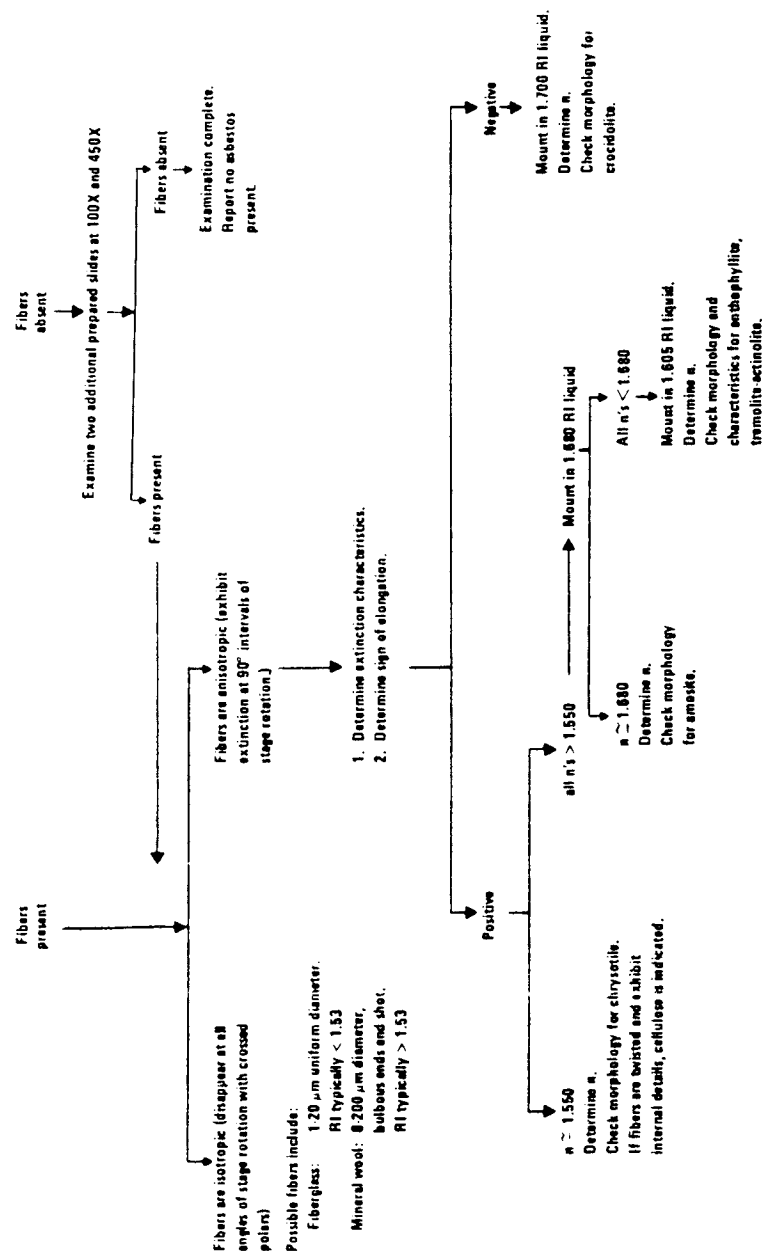 Fibers
present
Fibers
absent
Examine two additional prepared slides at 100X and 450X
Fibers present
Fibers absent
Examination complete.
Report no asbestos
present.
Fibers are isotropic (disappear at all
angles of stage rotation with crossed
polars)
Possible fibers include:
Fiberglass: 1-20 µm uniform diameter.
RI typically < 1.53
Mineral wool: 8-200 µm diameter,
bulbous ends and shot.
RI typically > 1.53
Fibers are anisotropic (exhibit
extinction at 90° intervals of
stage rotation.)
1. Determine extinction characteristics.
2. Determine sign of elongation.
Positive
Negative
n ≃ 1.550
Determine n.
Check morphology for chrysotile.
If fibers are twisted and exhibit
internal details, cellulose is indicated.
all n's > 1.550
Mount in 1.680 RI liquid
n ≃ 1.680
Determine n.
Check morphology
for amosite.
All n's < 1.680
Mount in 1.605 RI liquid.
Determine n.
Check morphology and
characteristics for anthophyllite,
tremolite-actinolite.
Mount in 1.700 RI liquid.
Determine n.
Check morphology for
crocidolite.